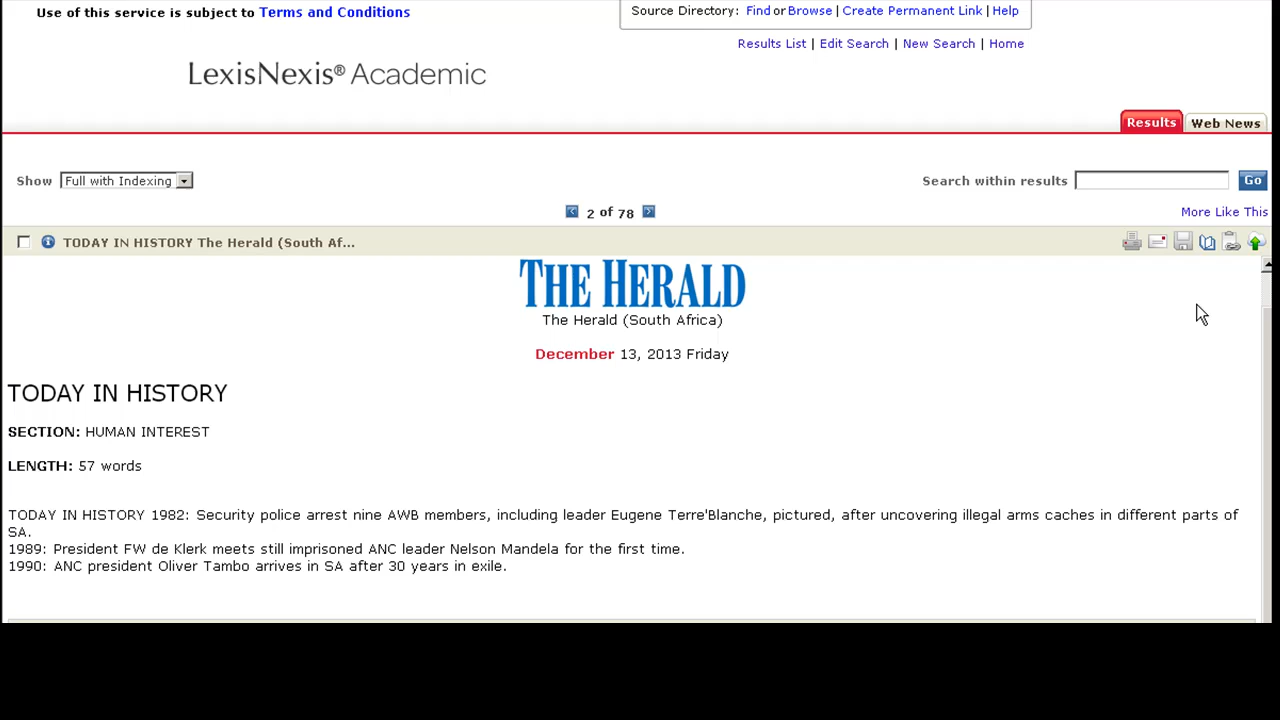 Use of this service is subject to Terms and Conditions
Source Directory: Find or Browse | Create Permanent Link | Help
Results List | Edit Search | New Search | Home
LexisNexis® Academic
Results Web News
Show Full with Indexing
Search within results Go
2 of 78
More Like This
TODAY IN HISTORY The Herald (South Af...
THE HERALD
The Herald (South Africa)
December 13, 2013 Friday
TODAY IN HISTORY
SECTION: HUMAN INTEREST
LENGTH: 57 words
TODAY IN HISTORY 1982: Security police arrest nine AWB members, including leader Eugene Terre'Blanche, pictured, after uncovering illegal arms caches in different parts of
SA.
1989: President FW de Klerk meets still imprisoned ANC leader Nelson Mandela for the first time.
1990: ANC president Oliver Tambo arrives in SA after 30 years in exile.